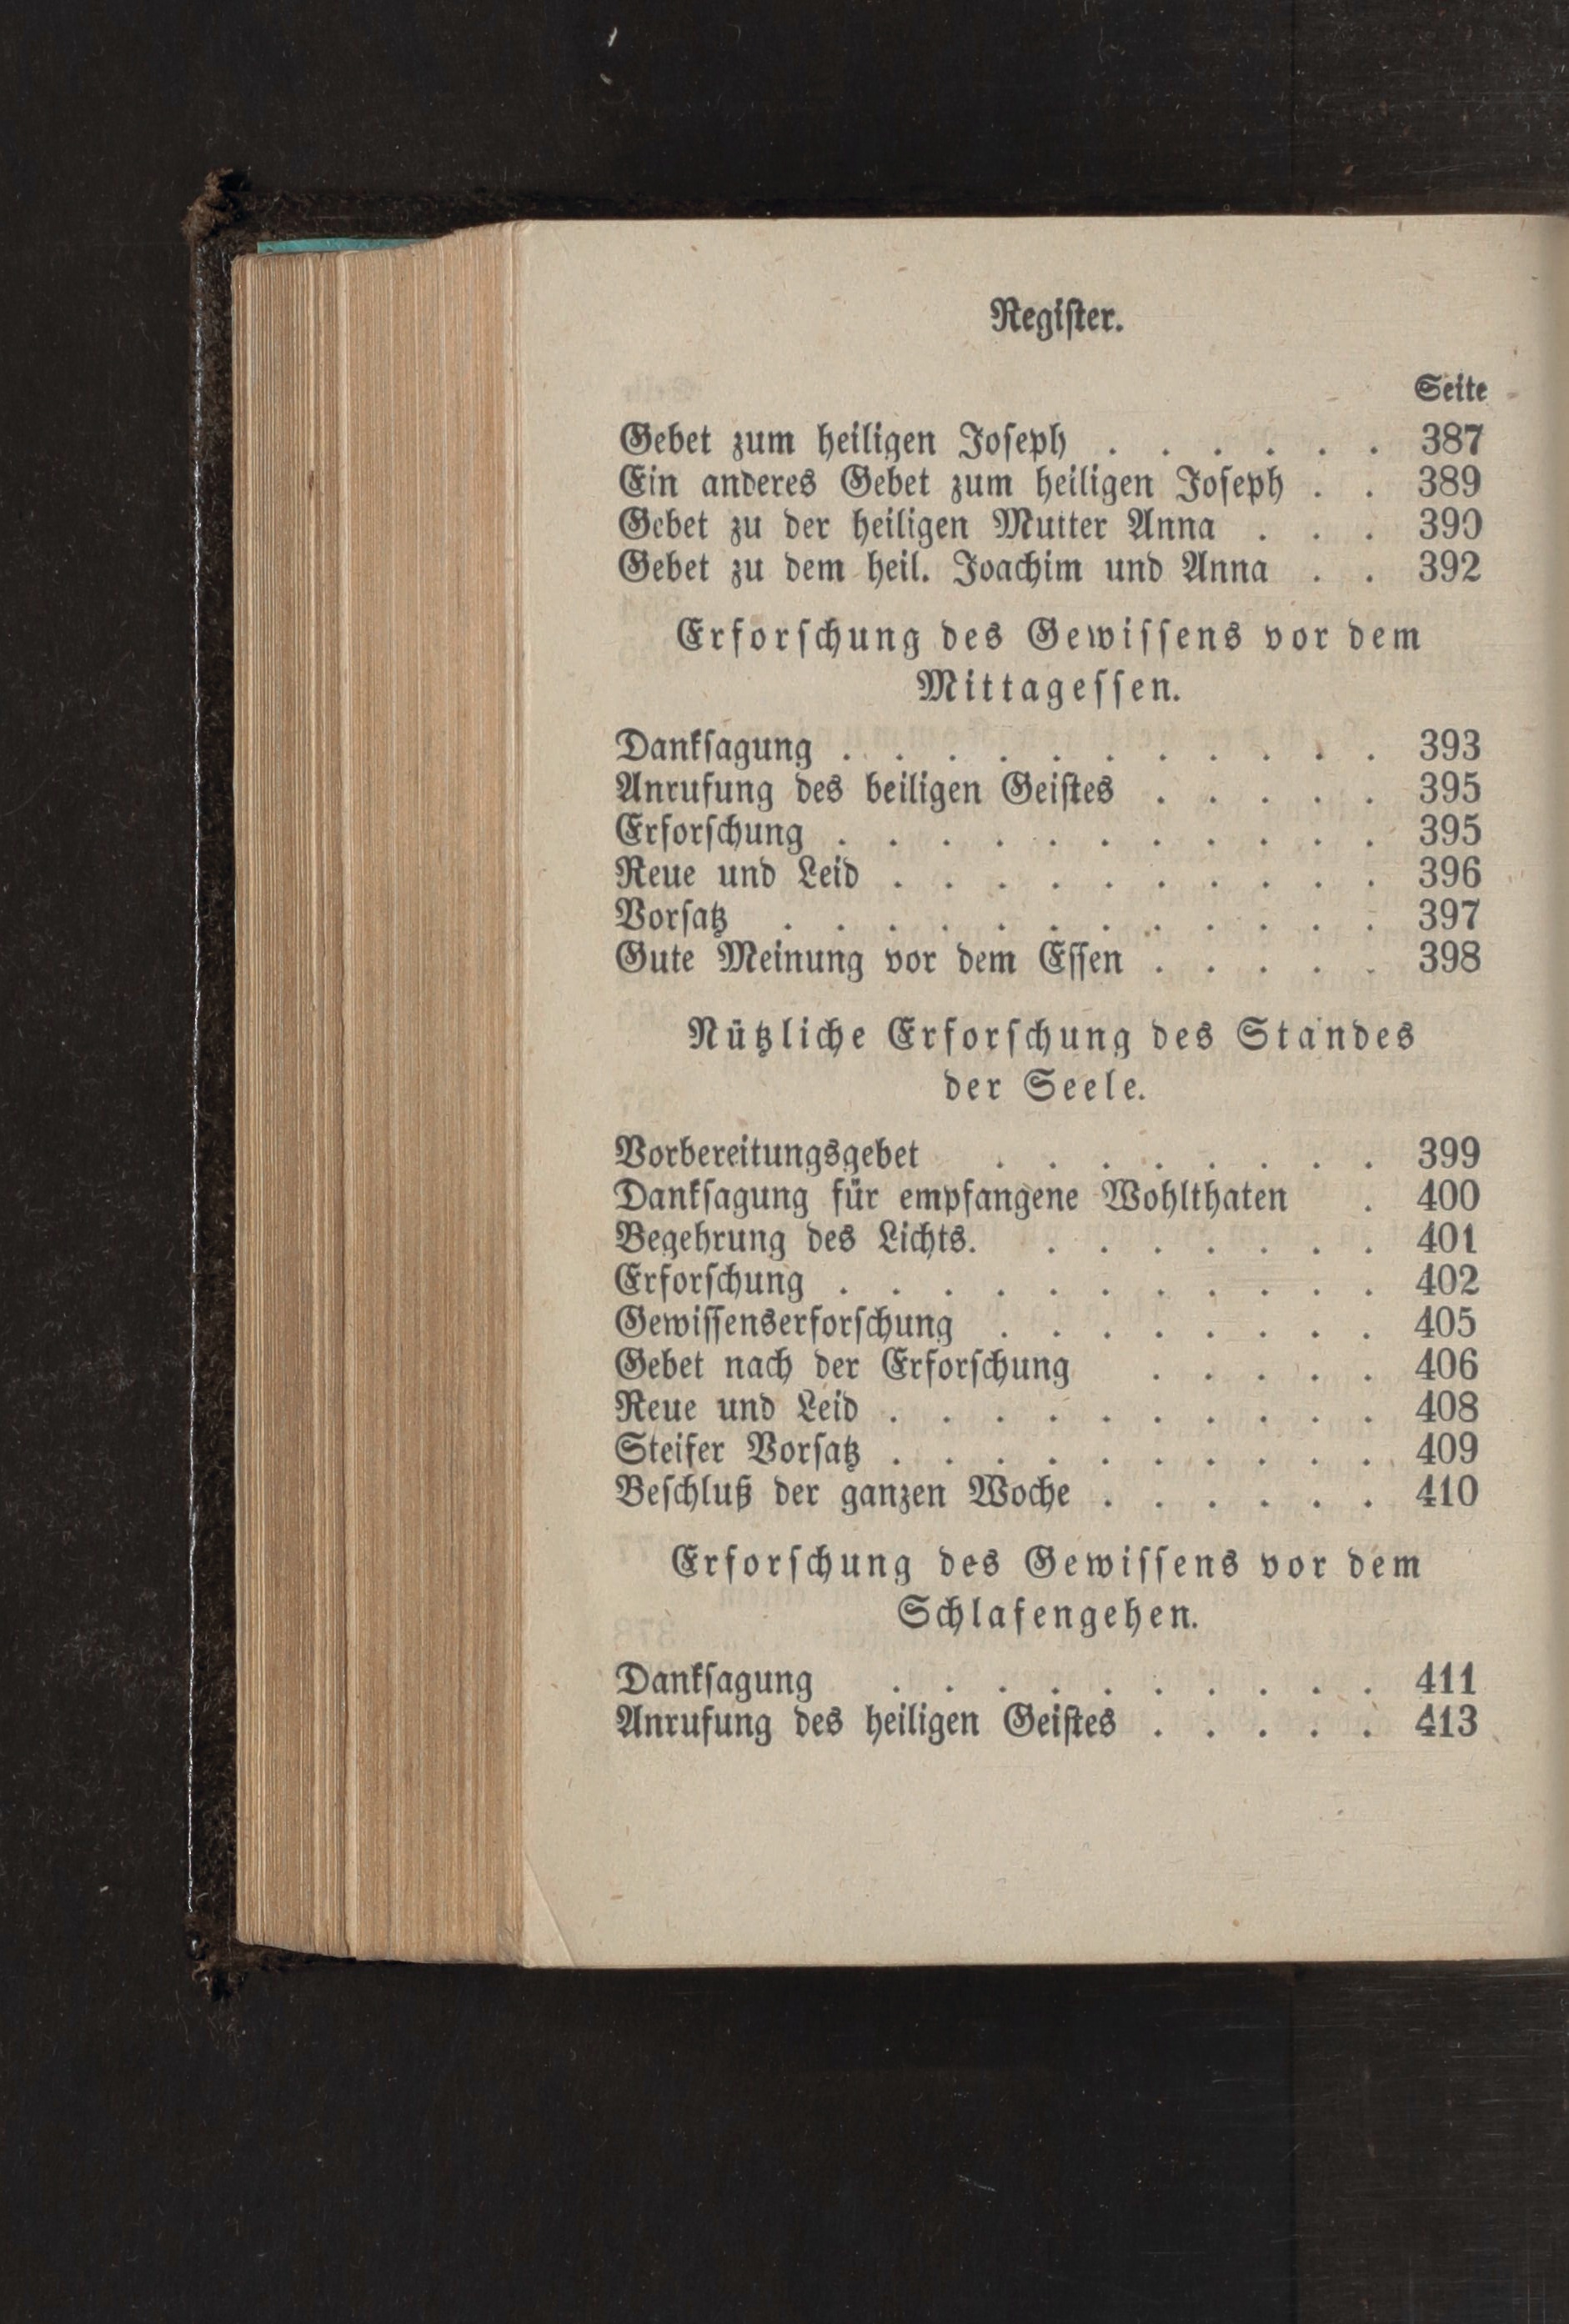 Register.
Seite
Gebet zum heiligen Joseph . . . . . . 387
Ein anderes Gebet zum heiligen Joseph . . 389
Gebet zu der heiligen Mutter Anna . . . 390
Gebet zu dem heil. Joachim und Anna . . 392
Erforschung des Gewissens vor dem
Mittagessen.
Danksagung . . . . . . . . . . . 393
Anrufung des beiligen Geistes . . . . . 395
Erforschung . . . . . . . . . . . 395
Reue und Leid . . . . . . . . . . 396
Vorsatz . . . . . . . . . . . . 397
Gute Meinung vor dem Essen . . . . . 398
Nützliche Erforschung des Standes
der Seele.
Vorbereitungsgebet . . . . . . . . 399
Danksagung für empfangene Wohlthaten . 400
Begehrung des Lichts. . . . . . . . 401
Erforschung . . . . . . . . . . . 402
Gewissenserforschung . . . . . . . . 405
Gebet nach der Erforschung . . . . . 406
Reue und Leid . . . . . . . . . . 408
Steifer Vorsatz . . . . . . . . . . 409
Beschluß der ganzen Woche . . . . . . 410
Erforschung des Gewissens vor dem
Schlafengehen.
Danksagung . . . . . . . . . . 411
Anrufung des heiligen Geistes . . . . . 413